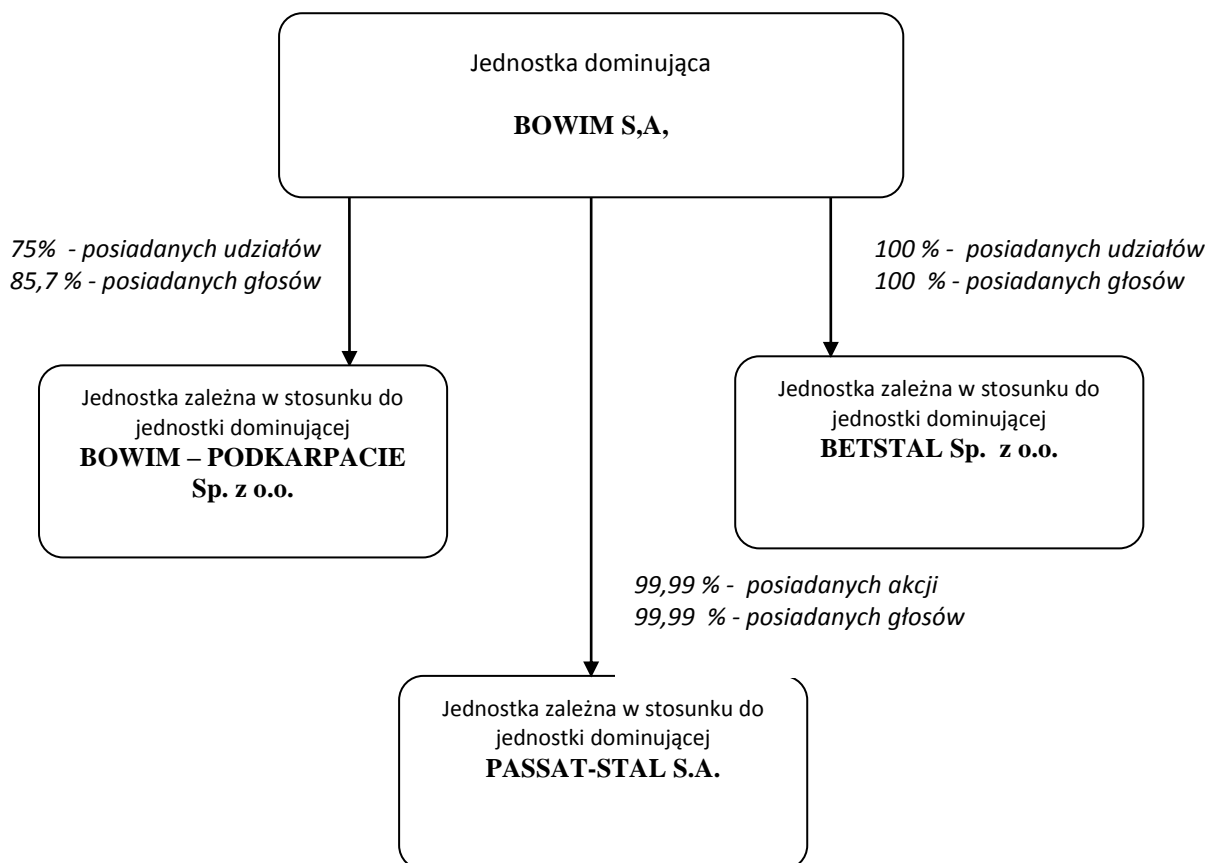 Jednostka dominująca
BOWIM S,A,
75% - posiadanych udziałów
85,7 % - posiadanych głosów
100 % - posiadanych udziałów
100 % - posiadanych głosów
Jednostka zależna w stosunku do
jednostki dominującej
BOWIM – PODKARPACIE
Sp. z o.o.
Jednostka zależna w stosunku do
jednostki dominującej
BETSTAL Sp. z o.o.
99,99 % - posiadanych akcji
99,99 % - posiadanych głosów
Jednostka zależna w stosunku do
jednostki dominującej
PASSAT-STAL S.A.